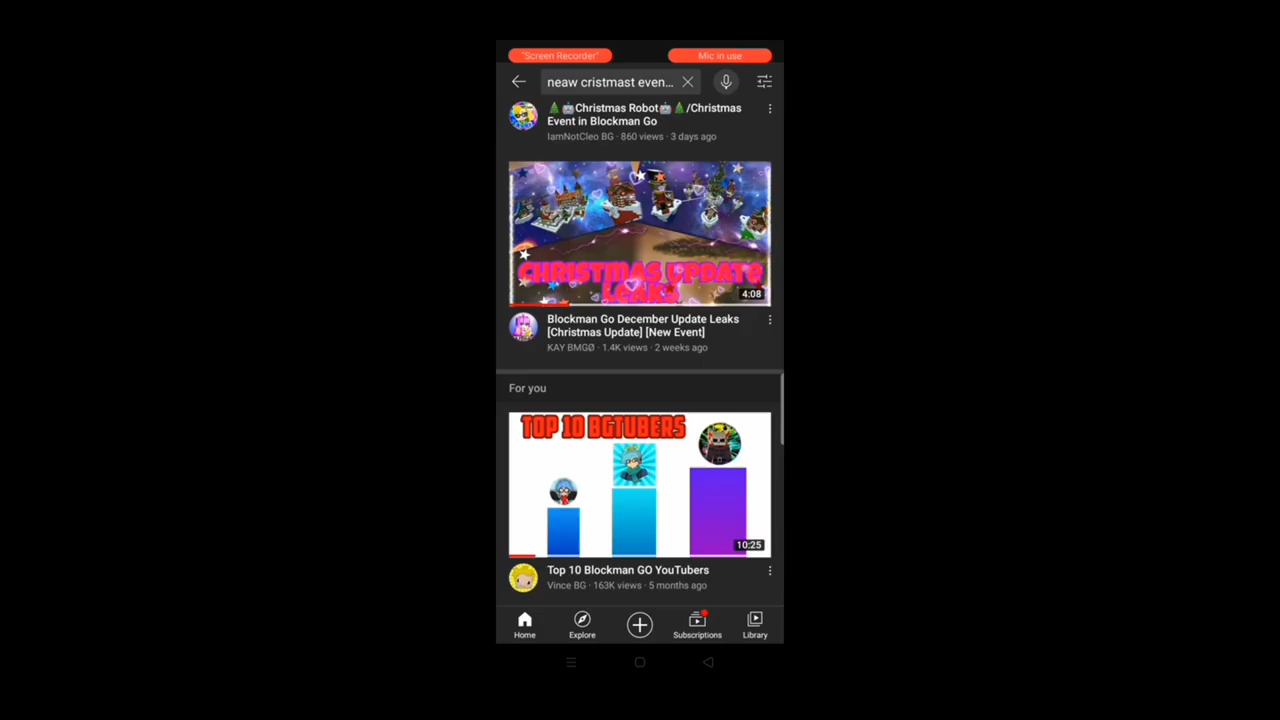 "Screen Recorder"
Mic in use
neaw cristmast even...
🎄🤖Christmas Robot🤖🎄/Christmas
Event in Blockman Go
IamNotCleo BG · 860 views · 3 days ago
CHRISTMAS UPDATE
LEAKS
4:08
Blockman Go December Update Leaks
[Christmas Update] [New Event]
KAY BMGØ · 1.4K views · 2 weeks ago
For you
TOP 10 BGTUBERS
10:25
Top 10 Blockman GO YouTubers
Vince BG · 163K views · 5 months ago
Home
Explore
Subscriptions
Library